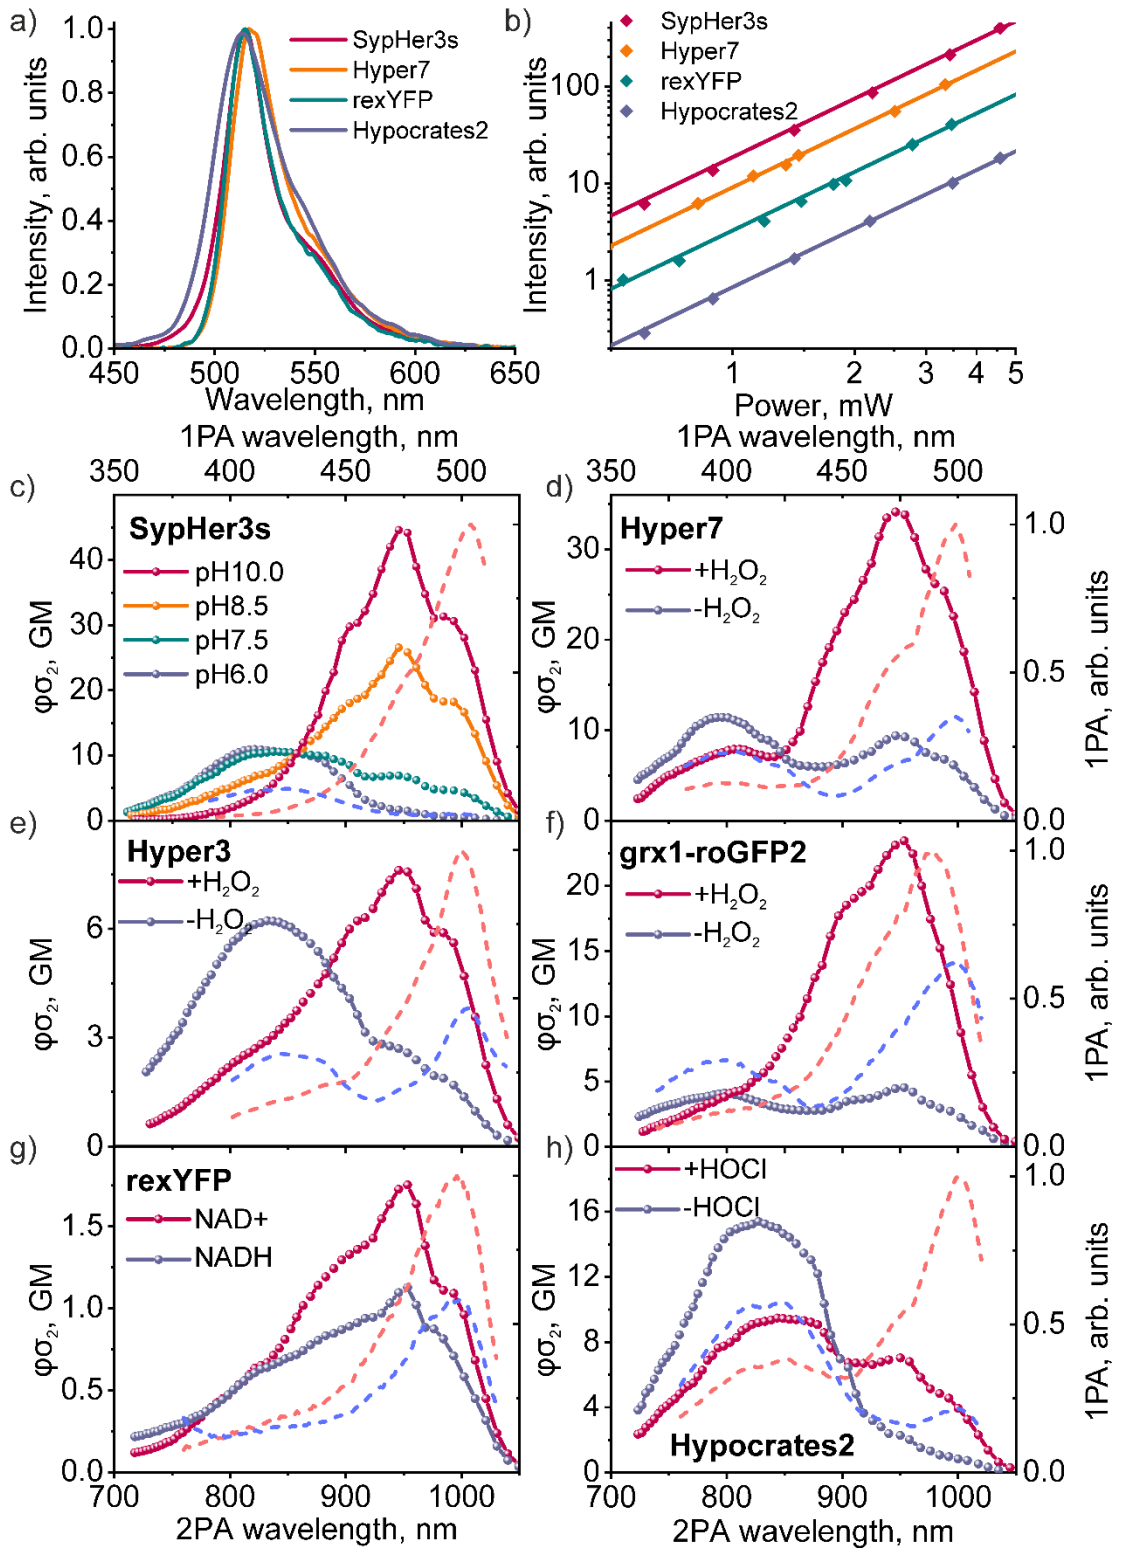 a)
Intensity, arb. units
1.0
0.8
0.6
0.4
0.2
0.0
SypHer3s
Hyper7
rexYFP
Hypocrates2
450 500 550 600 650
Wavelength, nm
b)
Intensity, arb. units
100
10
1
SypHer3s
Hyper7
rexYFP
Hypocrates2
1 2 3 4 5
Power, mW
1PA wavelength, nm
350 400 450 500
1PA wavelength, nm
350 400 450 500
c)
SypHer3s
pH10.0
pH8.5
pH7.5
pH6.0
φσ₂, GM
40
30
20
10
0
d)
Hyper7
+H₂O₂
-H₂O₂
φσ₂, GM
30
20
10
0
1PA, arb. units
1.0
0.5
0.0
e)
Hyper3
+H₂O₂
-H₂O₂
φσ₂, GM
6
3
0
f)
grx1-roGFP2
+H₂O₂
-H₂O₂
φσ₂, GM
20
15
10
5
0
1PA, arb. units
1.0
0.5
0.0
g)
rexYFP
NAD+
NADH
φσ₂, GM
1.5
1.0
0.5
0.0
700 800 900 1000
2PA wavelength, nm
h)
+HOCl
-HOCl
Hypocrates2
φσ₂, GM
16
12
8
4
0
1PA, arb. units
1.0
0.5
0.0
700 800 900 1000
2PA wavelength, nm